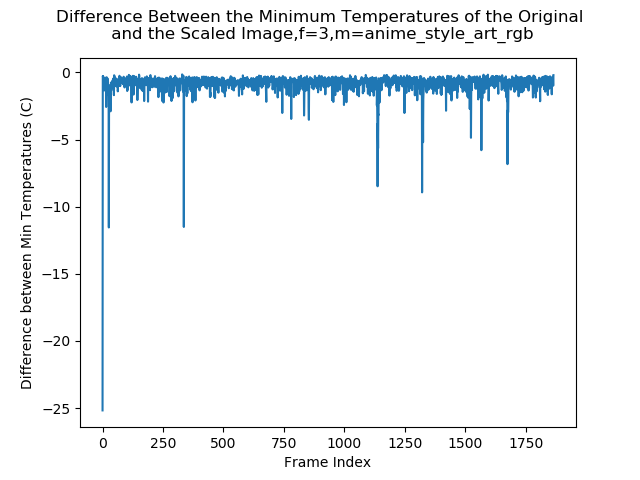 Difference Between the Minimum Temperatures of the Original
and the Scaled Image,f=3,m=anime_style_art_rgb
0
−5
−10
−15
−20
−25
Difference between Min Temperatures (C)
0 250 500 750 1000 1250 1500 1750
Frame Index